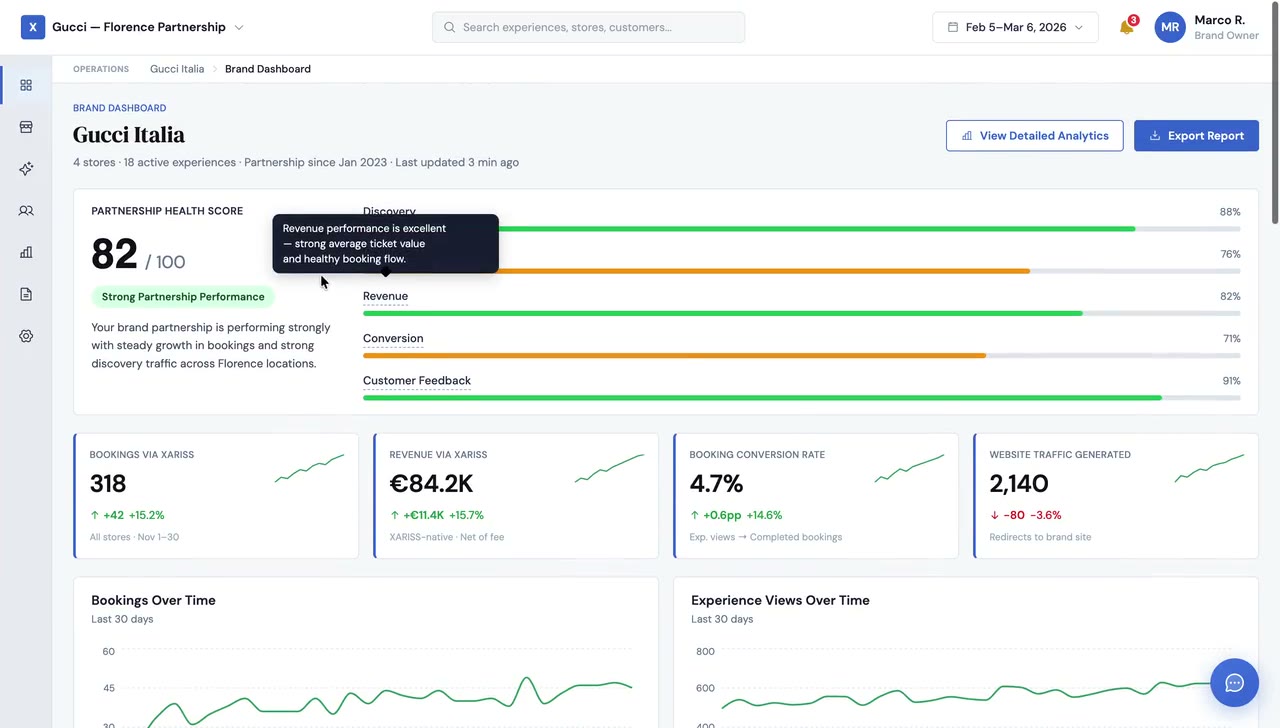 X
Gucci — Florence Partnership
Search experiences, stores, customers...
Feb 5–Mar 6, 2026
3
MR
Marco R.
Brand Owner
OPERATIONS
Gucci Italia
Brand Dashboard
BRAND DASHBOARD
Gucci Italia
4 stores · 18 active experiences · Partnership since Jan 2023 · Last updated 3 min ago
View Detailed Analytics
Export Report
PARTNERSHIP HEALTH SCORE
82 / 100
Strong Partnership Performance
Your brand partnership is performing strongly
with steady growth in bookings and strong
discovery traffic across Florence locations.
Discovery
88%
Revenue performance is excellent
— strong average ticket value
and healthy booking flow.
76%
Revenue
82%
Conversion
71%
Customer Feedback
91%
BOOKINGS VIA XARISS
318
↑ +42 +15.2%
All stores · Nov 1–30
REVENUE VIA XARISS
€84.2K
↑ +€11.4K +15.7%
XARISS-native · Net of fee
BOOKING CONVERSION RATE
4.7%
↑ +0.6pp +14.6%
Exp. views → Completed bookings
WEBSITE TRAFFIC GENERATED
2,140
↓ -80 -3.6%
Redirects to brand site
Bookings Over Time
Last 30 days
60
45
30
Experience Views Over Time
Last 30 days
800
600
400